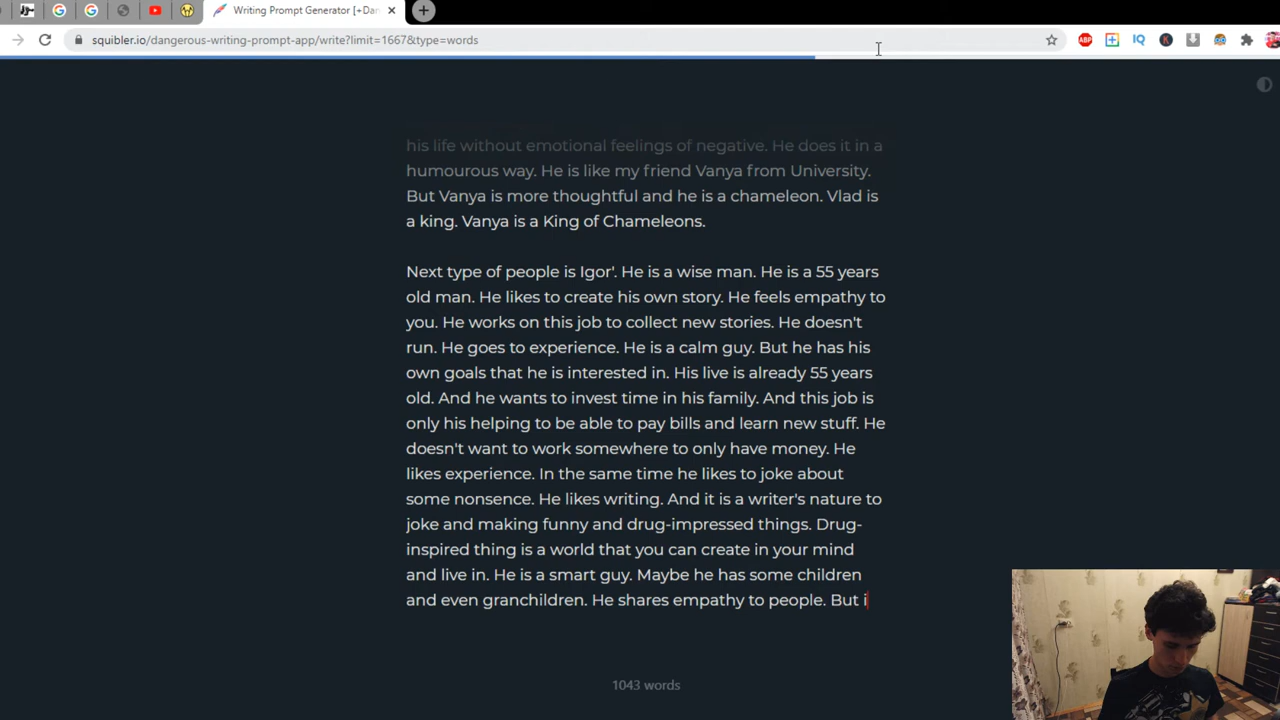 Writing Prompt Generator [+Dan
squibler.io/dangerous-writing-prompt-app/write?limit=1667&type=words
ABP
IQ
K
his life without emotional feelings of negative. He does it in a
humourous way. He is like my friend Vanya from University.
But Vanya is more thoughtful and he is a chameleon. Vlad is
a king. Vanya is a King of Chameleons.
Next type of people is Igor'. He is a wise man. He is a 55 years
old man. He likes to create his own story. He feels empathy to
you. He works on this job to collect new stories. He doesn't
run. He goes to experience. He is a calm guy. But he has his
own goals that he is interested in. His live is already 55 years
old. And he wants to invest time in his family. And this job is
only his helping to be able to pay bills and learn new stuff. He
doesn't want to work somewhere to only have money. He
likes experience. In the same time he likes to joke about
some nonsence. He likes writing. And it is a writer's nature to
joke and making funny and drug-impressed things. Drug-
inspired thing is a world that you can create in your mind
and live in. He is a smart guy. Maybe he has some children
and even granchildren. He shares empathy to people. But i
1043 words